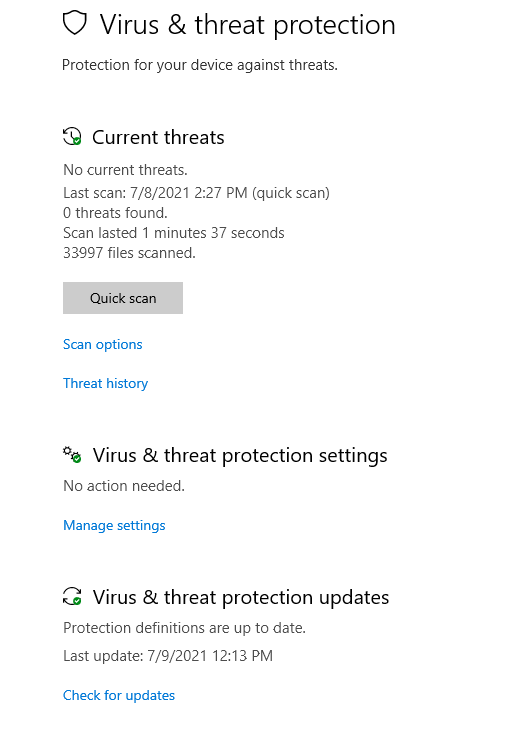 Virus & threat protection
Protection for your device against threats.
Current threats
No current threats.
Last scan: 7/8/2021 2:27 PM (quick scan)
0 threats found.
Scan lasted 1 minutes 37 seconds
33997 files scanned.
Quick scan
Scan options
Threat history
Virus & threat protection settings
No action needed.
Manage settings
Virus & threat protection updates
Protection definitions are up to date.
Last update: 7/9/2021 12:13 PM
Check for updates